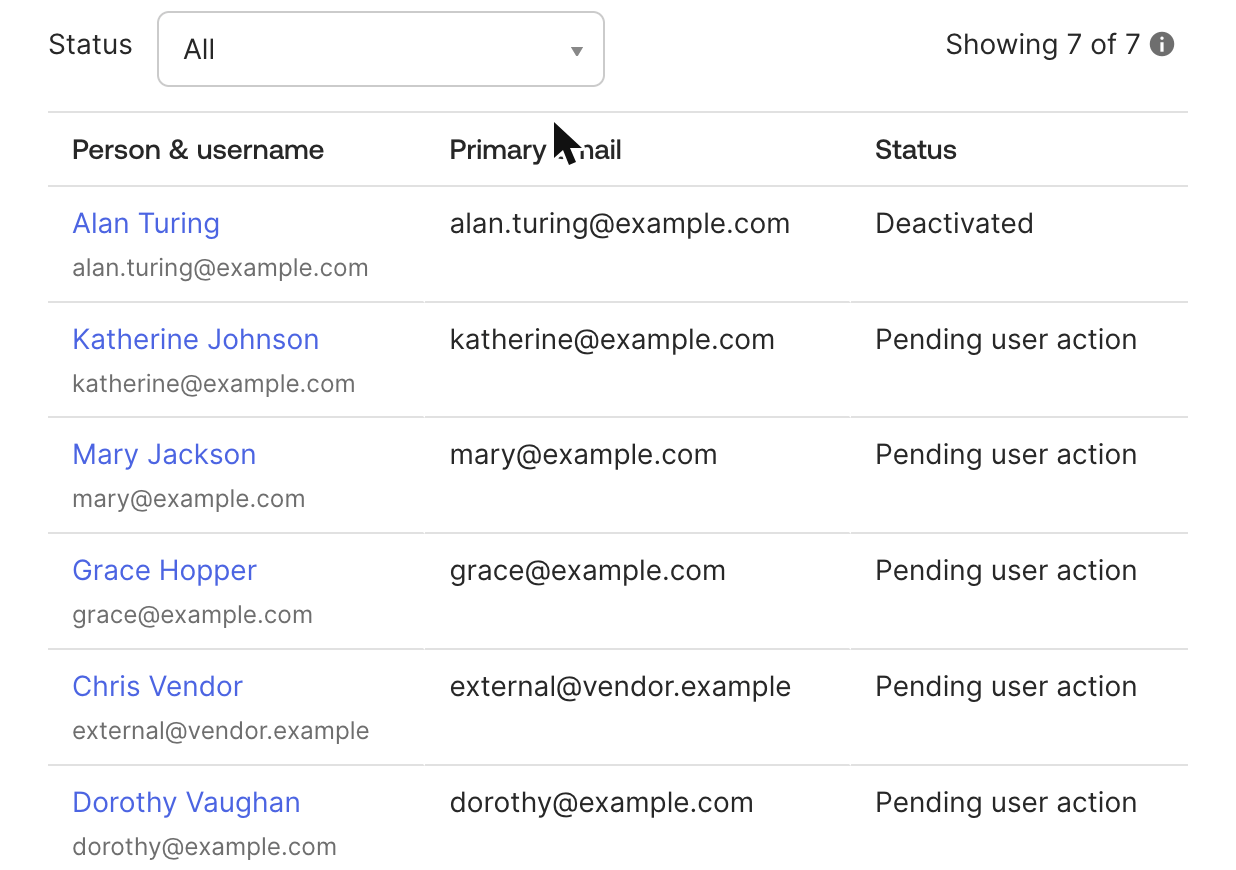 Status All Showing 7 of 7
Person & username Primary mail Status
Alan Turing alan.turing@example.com Deactivated
alan.turing@example.com
Katherine Johnson katherine@example.com Pending user action
katherine@example.com
Mary Jackson mary@example.com Pending user action
mary@example.com
Grace Hopper grace@example.com Pending user action
grace@example.com
Chris Vendor external@vendor.example Pending user action
external@vendor.example
Dorothy Vaughan dorothy@example.com Pending user action
dorothy@example.com